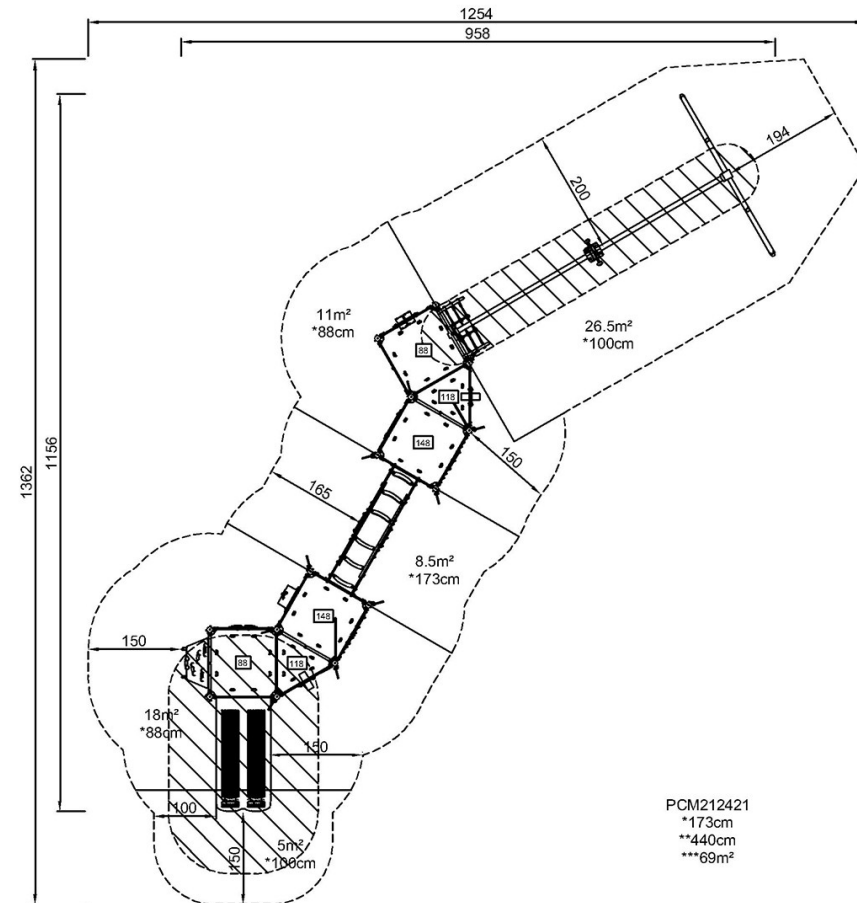 1254
958
194
200
11m²
*88cm
26.5m²
*100cm
88
118
148
150
1362
1156
165
8.5m²
*173cm
148
150
88
118
18m²
*88cm
150
100
5m²
*100cm
150
PCM212421
*173cm
**440cm
***69m²